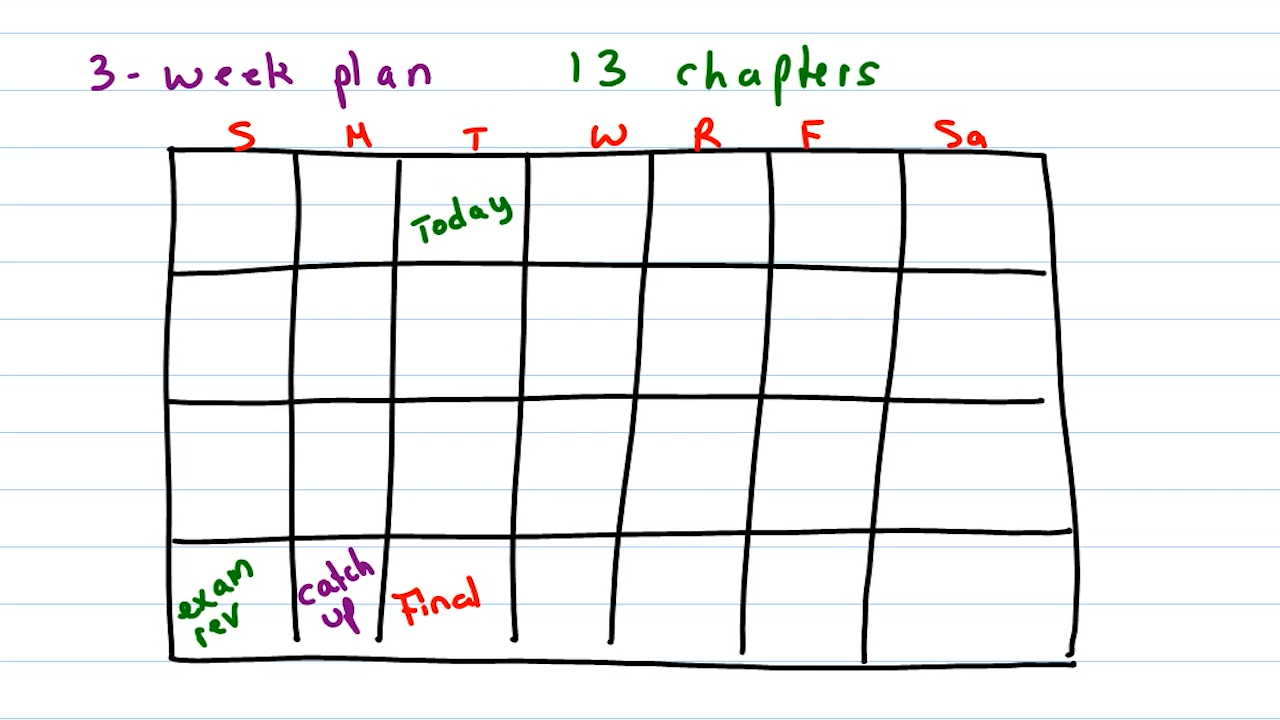 3-week plan 13 chapters
S M T W R F Sa
Today
exam rev
catch up
Final